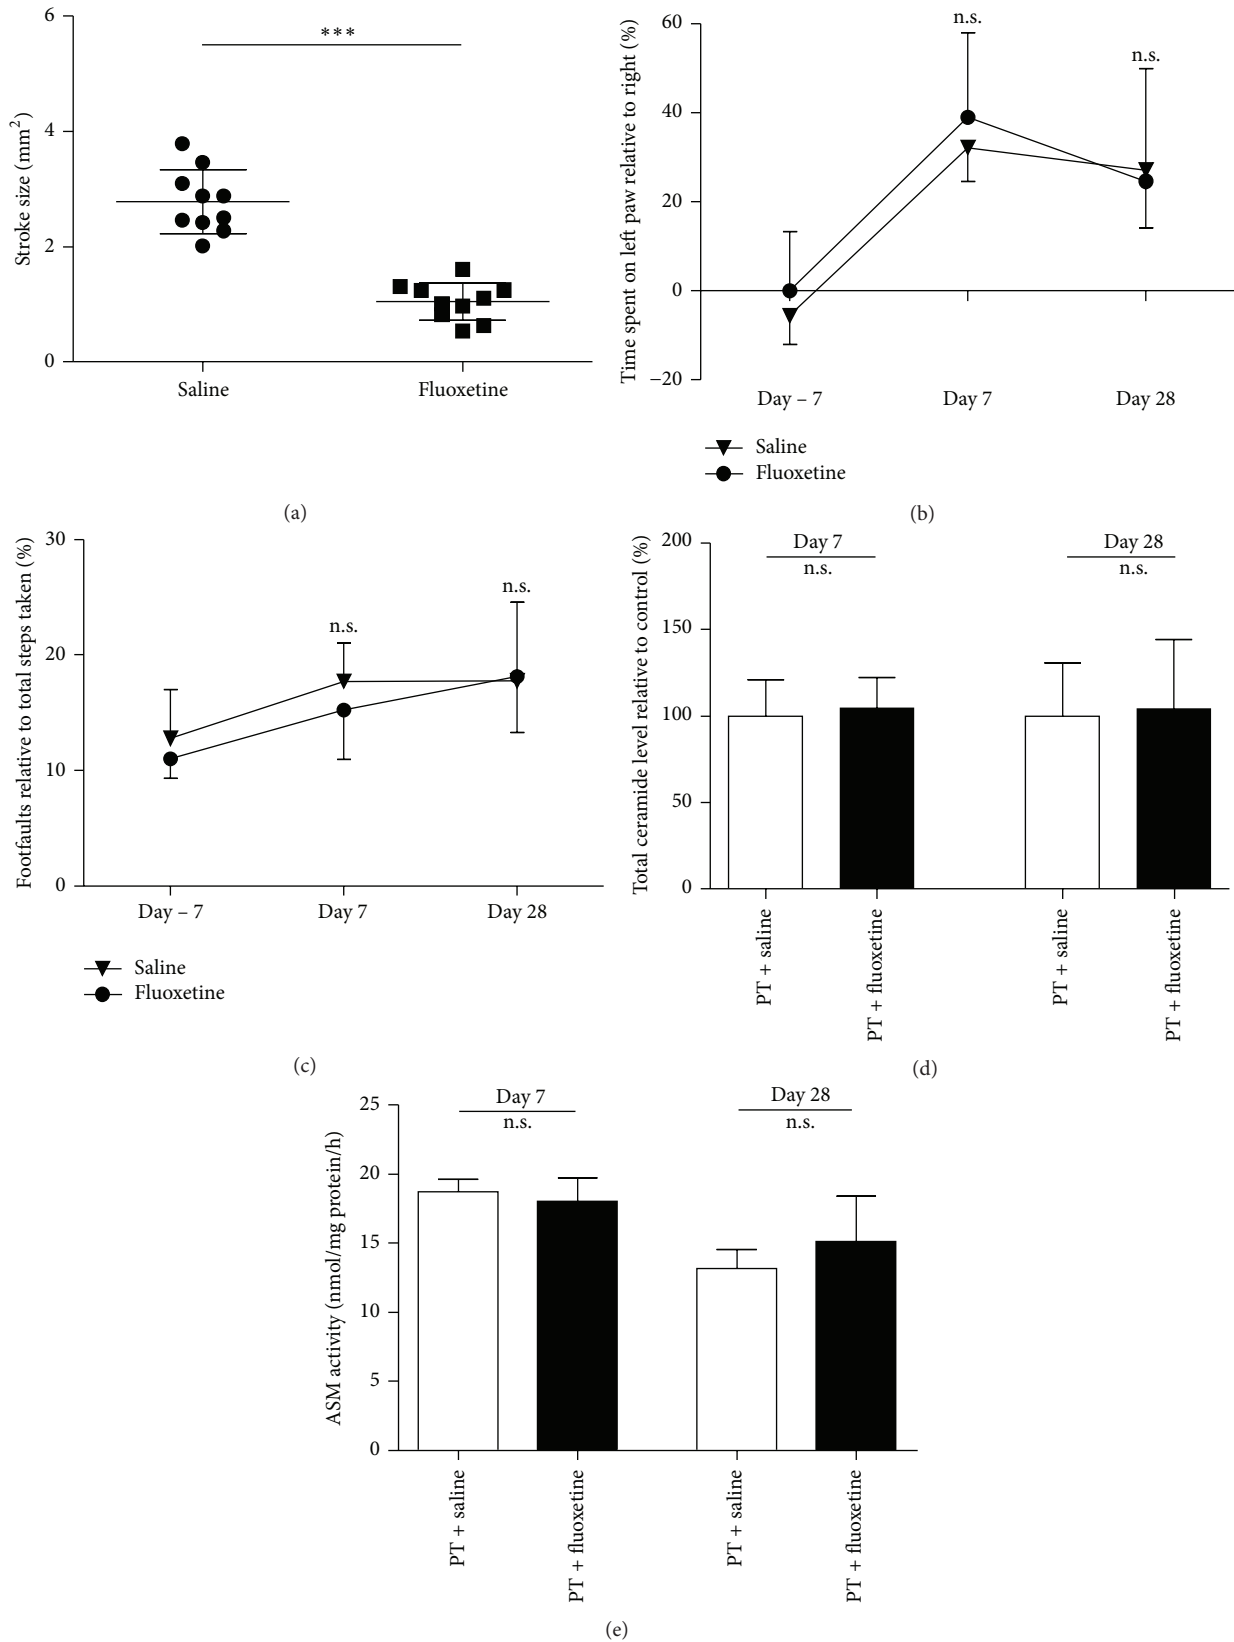 Stroke size (mm²)
6
4
2
0
***
Saline
Fluoxetine
(a)
Time spent on left paw relative to right (%)
60
40
20
0
−20
n.s.
n.s.
Day – 7
Day 7
Day 28
Saline
Fluoxetine
(b)
Footfaults relative to total steps taken (%)
30
20
10
0
n.s.
n.s.
Day – 7
Day 7
Day 28
Saline
Fluoxetine
(c)
Total ceramide level relative to control (%)
200
150
100
50
0
Day 7
n.s.
Day 28
n.s.
PT + saline
PT + fluoxetine
PT + saline
PT + fluoxetine
(d)
ASM activity (nmol/mg protein/h)
25
20
15
10
5
0
Day 7
n.s.
Day 28
n.s.
PT + saline
PT + fluoxetine
PT + saline
PT + fluoxetine
(e)